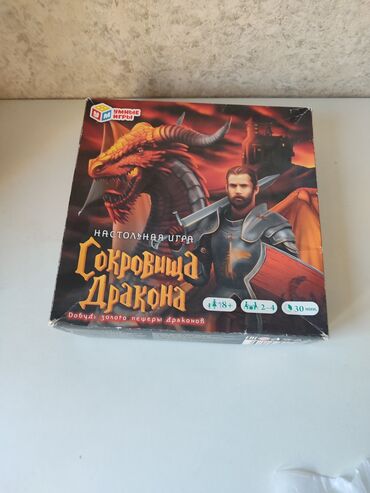 УМНЫЕ
ИГРЫ
НАСТОЛЬНАЯ ИГРА
СОКРОВИЩА
ДРАКОНА
Добудь золото пещеры драконов
8+
2-4
30 мин.